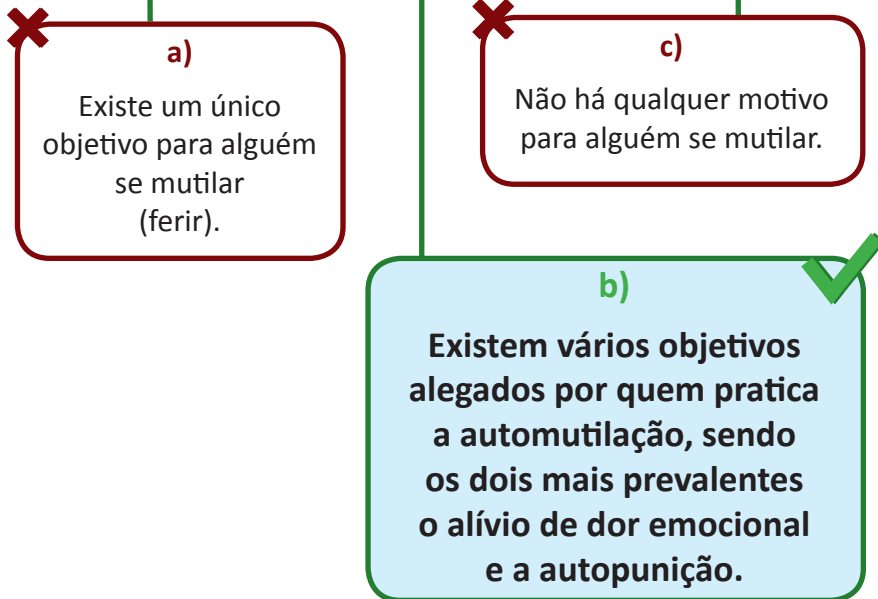 a)
Existe um único
objetivo para alguém
se mutilar
(ferir).
c)
Não há qualquer motivo
para alguém se mutilar.
b)
Existem vários objetivos
alegados por quem pratica
a automutilação, sendo
os dois mais prevalentes
o alívio de dor emocional
e a autopunição.